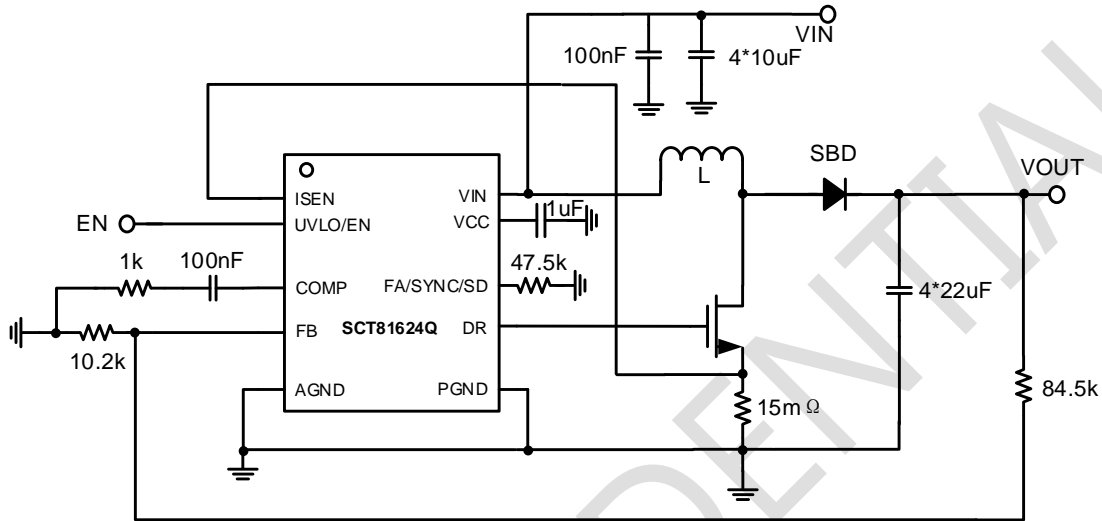 VIN
100nF
4*10uF
SBD
VOUT
L
ISEN
VIN
EN
UVLO/EN
VCC
1uF
1k
100nF
47.5k
COMP
FA/SYNC/SD
4*22uF
10.2k
FB
SCT81624Q
DR
AGND
PGND
15mΩ
84.5k
DENTIAL